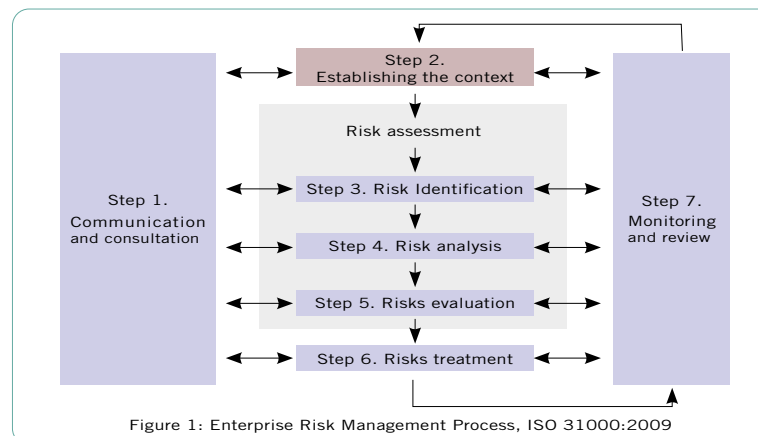 Step 2.
Establishing the context
Risk assessment
Step 1.
Communication
and consultation
Step 3. Risk Identification
Step 4. Risk analysis
Step 5. Risks evaluation
Step 6. Risks treatment
Step 7.
Monitoring
and review
Figure 1: Enterprise Risk Management Process, ISO 31000:2009